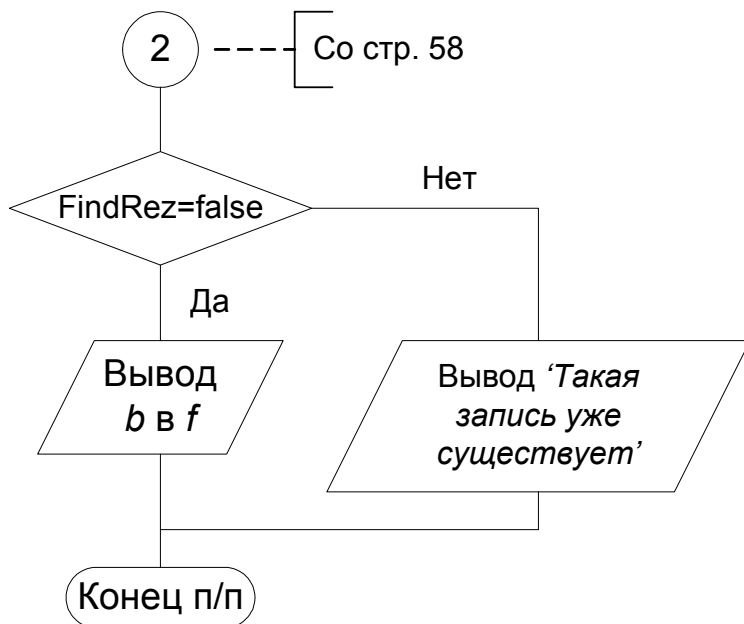 2
Со стр. 58
FindRez=false
Нет
Да
Вывод
b в f
Вывод ‘Такая
запись уже
существует’
Конец п/п